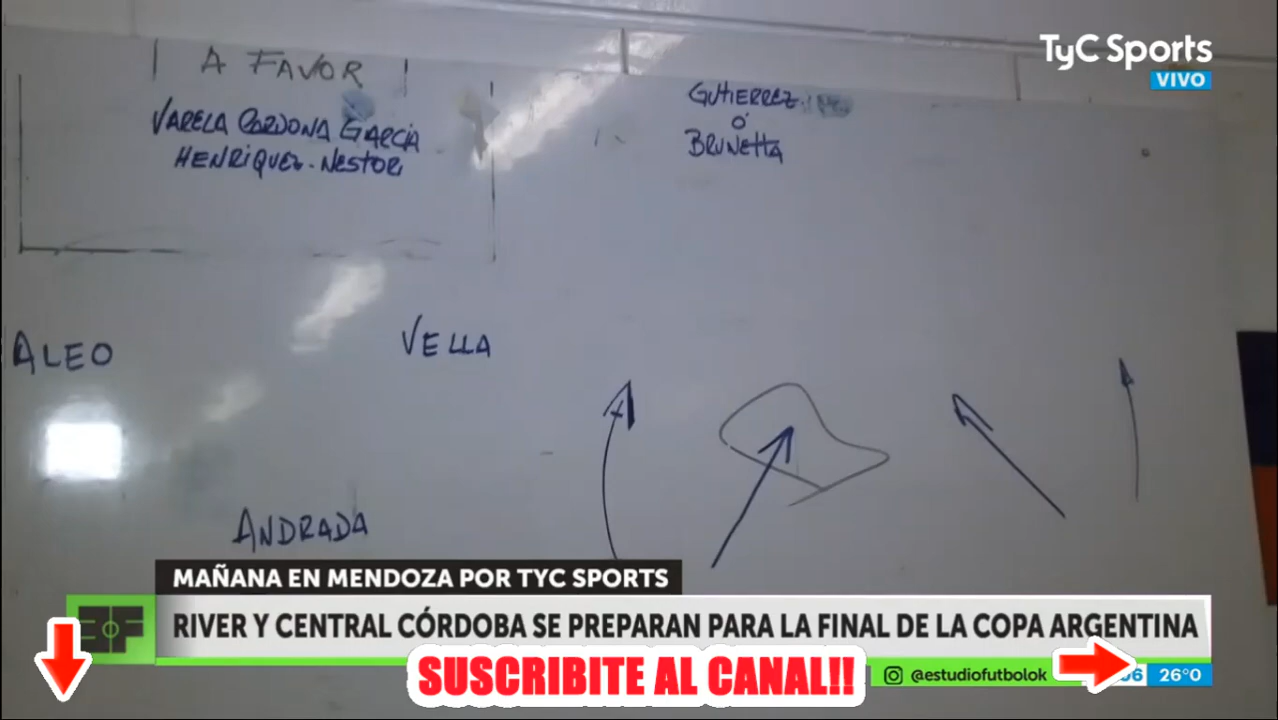 TyC Sports
VIVO
A FAVOR
VARELA CARDONA GARCIA
HENRIQUEZ - NESTOR
GUTIERREZ
O
BRUNETTA
ALEO
VELLA
ANDRADA
MAÑANA EN MENDOZA POR TYC SPORTS
EF
RIVER Y CENTRAL CÓRDOBA SE PREPARAN PARA LA FINAL DE LA COPA ARGENTINA
SUSCRIBITE AL CANAL!!
@estudiofutbolok
26°0